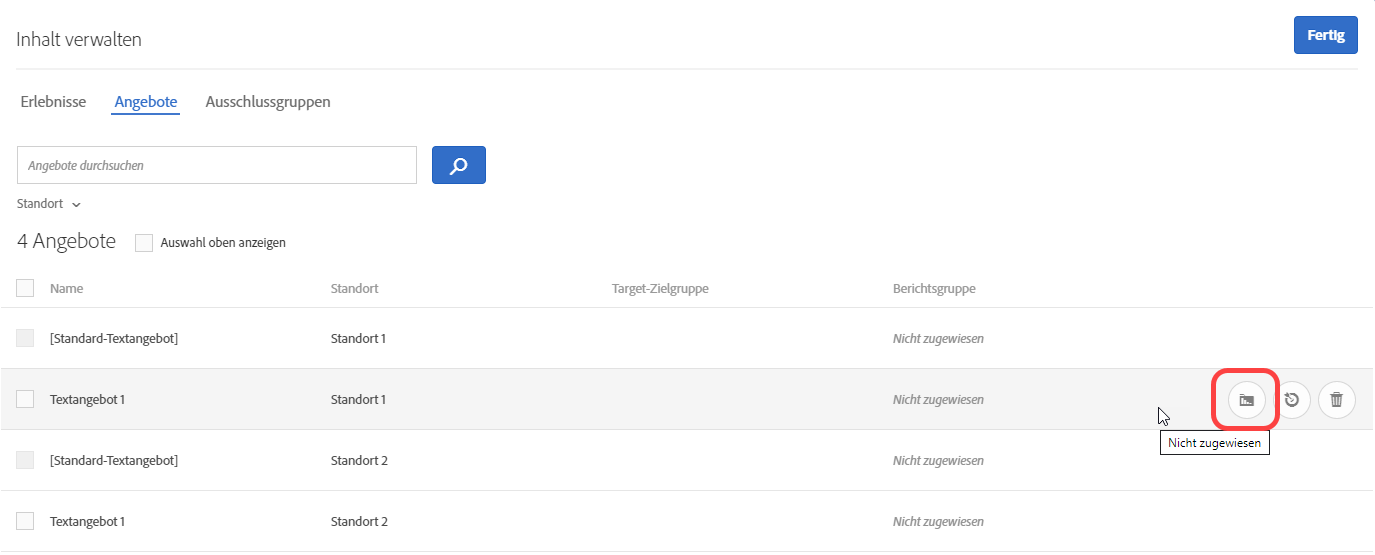 Inhalt verwalten
Fertig
Erlebnisse Angebote Ausschlussgruppen
Angebote durchsuchen
Standort
4 Angebote Auswahl oben anzeigen
Name Standort Target-Zielgruppe Berichtsgruppe
[Standard-Textangebot] Standort 1 Nicht zugewiesen
Textangebot 1 Standort 1 Nicht zugewiesen
Nicht zugewiesen
[Standard-Textangebot] Standort 2 Nicht zugewiesen
Textangebot 1 Standort 2 Nicht zugewiesen